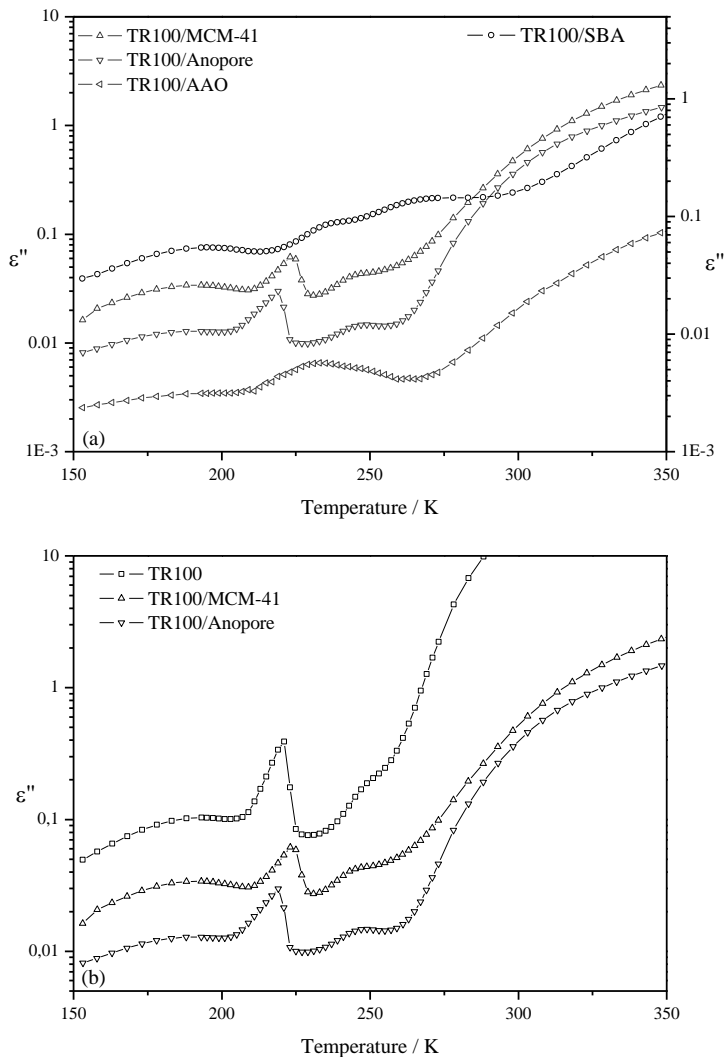 10
TR100/MCM-41
TR100/Anopore
TR100/AAO
TR100/SBA
1
0.1
0.01
1E-3
ε"
1
0.1
0.01
1E-3
(a)
150 200 250 300 350
Temperature / K
10
TR100
TR100/MCM-41
TR100/Anopore
1
0,1
0,01
ε"
(b)
150 200 250 300 350
Temperature / K